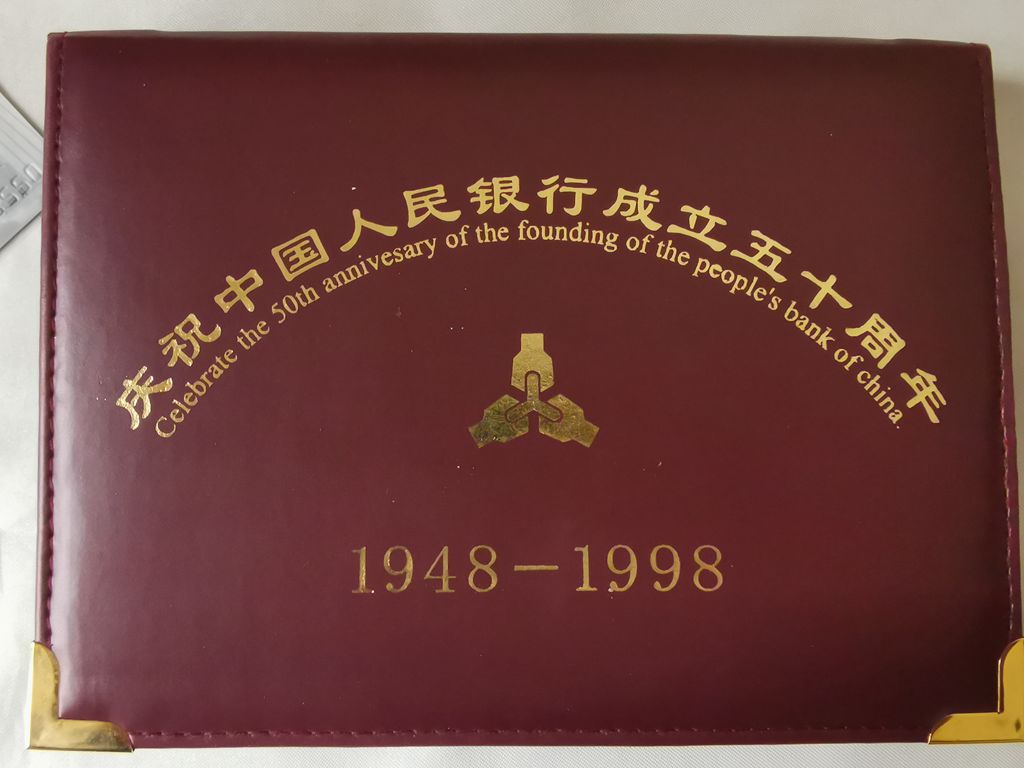 庆祝中国人民银行成立五十周年
Celebrate the 50th annivesary of the founding of the people's bank of china.
1948-1998